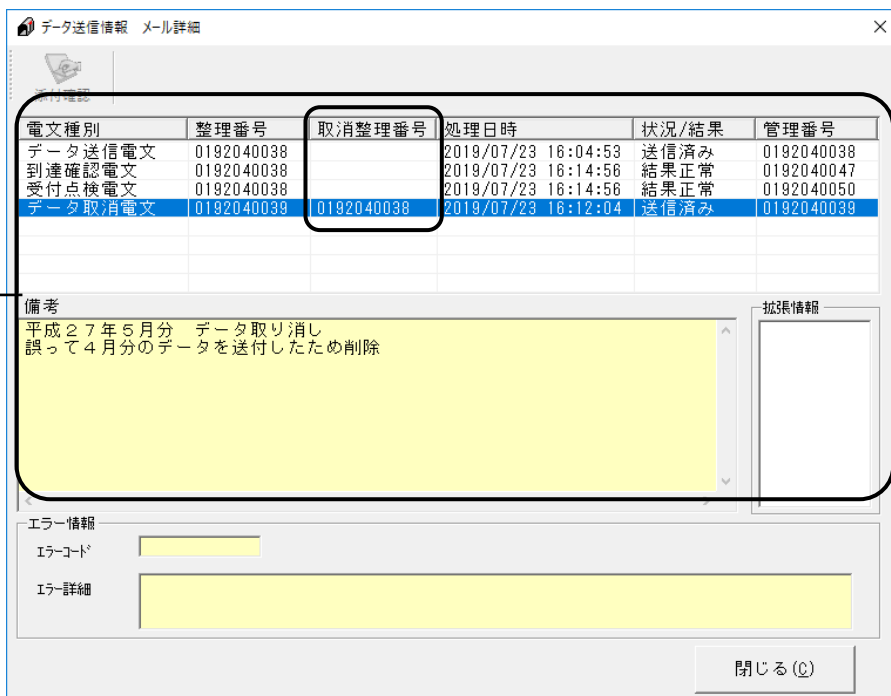 データ送信情報　メール詳細
添付確認
電文種別 整理番号 取消整理番号 処理日時 状況/結果 管理番号
データ送信電文 0192040038 2019/07/23 16:04:53 送信済み 0192040038
到達確認電文 0192040038 2019/07/23 16:14:56 結果正常 0192040047
受付点検電文 0192040038 2019/07/23 16:14:56 結果正常 0192040050
データ取消電文 0192040039 0192040038 2019/07/23 16:12:04 送信済み 0192040039
備考
平成２７年５月分　データ取り消し
誤って４月分のデータを送付したため削除
拡張情報
エラー情報
ｴﾗｰｺｰﾄﾞ
ｴﾗｰ詳細
閉じる(C)